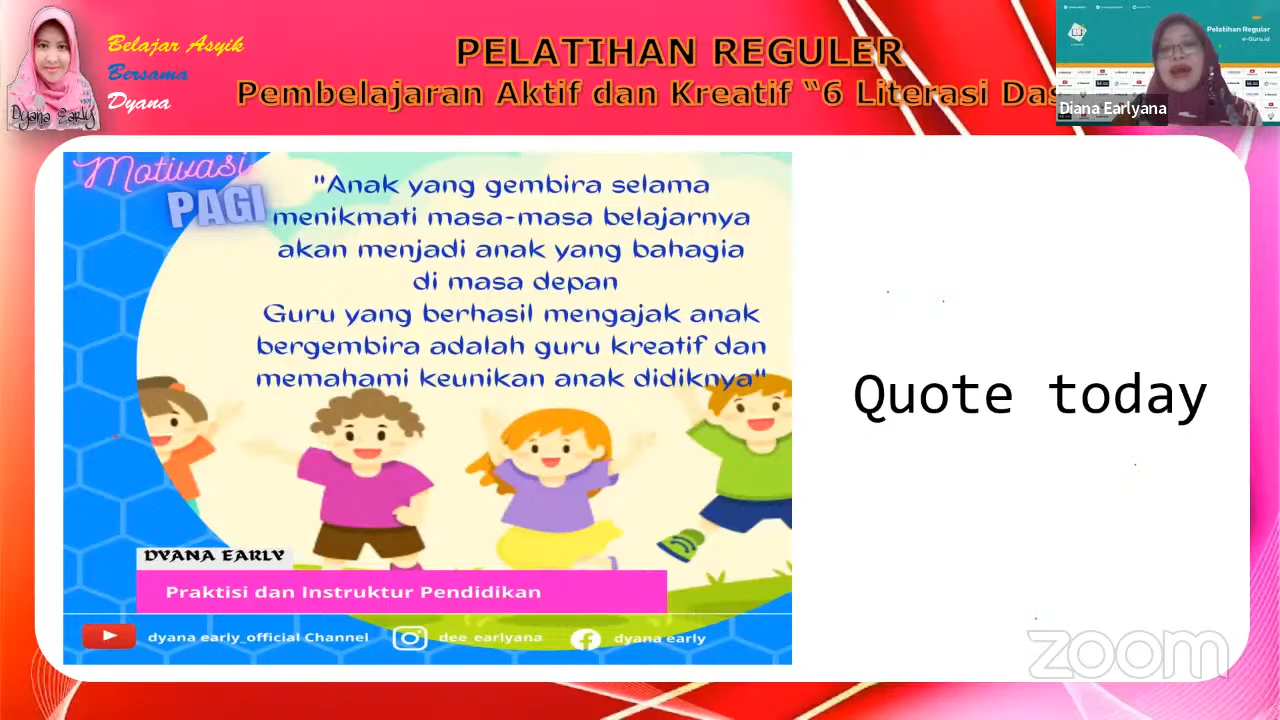 Belajar Asyik
Bersama
Dyana
Dyana Early
PELATIHAN REGULER
Pembelajaran Aktif dan Kreatif “6 Literasi Das
Pelatihan Regular
e-Guru.id
Diana Earlyana
Motivasi
PAGI
"Anak yang gembira selama
menikmati masa-masa belajarnya
akan menjadi anak yang bahagia
di masa depan
Guru yang berhasil mengajak anak
bergembira adalah guru kreatif dan
memahami keunikan anak didiknya"
Quote today
DYANA EARLY
Praktisi dan Instruktur Pendidikan
dyana early_official Channel
dee_earlyana
dyana early
zoom